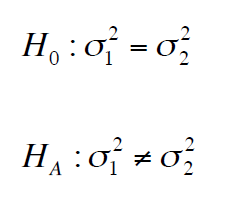 H₀ : σ₁² = σ₂²
H_A : σ₁² ≠ σ₂²